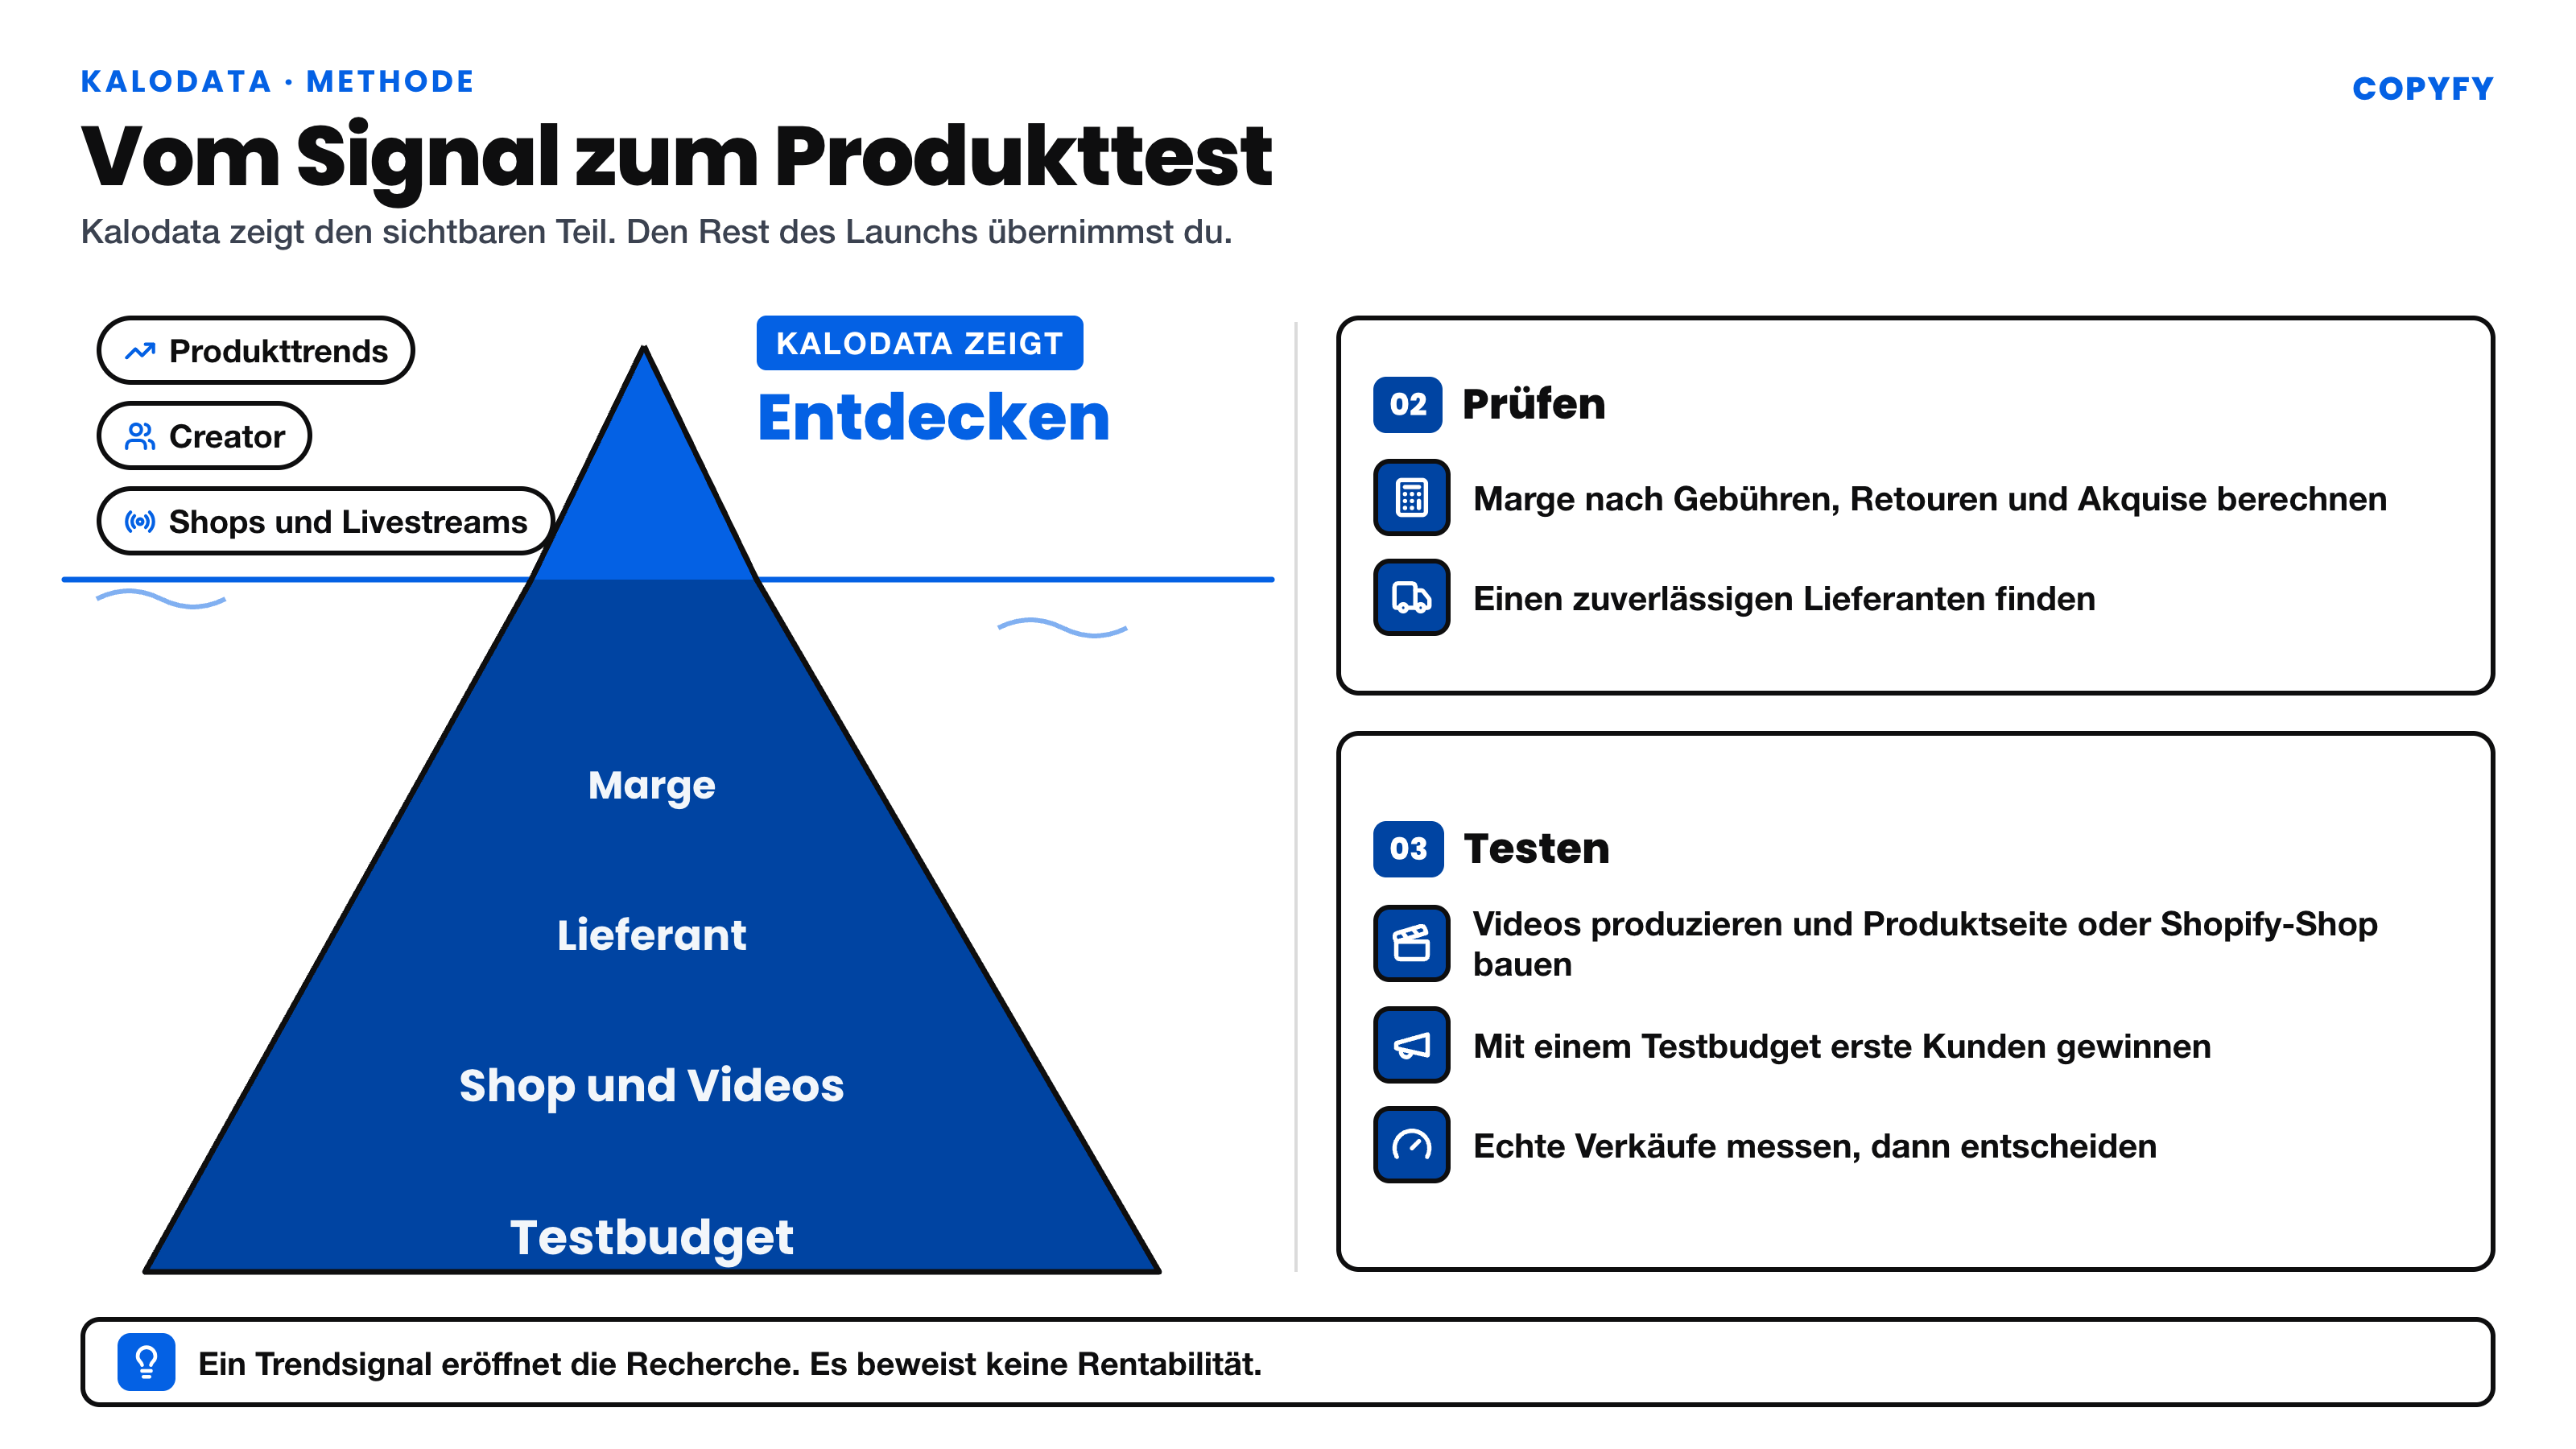 KALODATA · METHODE
COPYFY
Vom Signal zum Produkttest
Kalodata zeigt den sichtbaren Teil. Den Rest des Launchs übernimmst du.
Produkttrends
Creator
Shops und Livestreams
KALODATA ZEIGT
Entdecken
Marge
Lieferant
Shop und Videos
Testbudget
02 Prüfen
Marge nach Gebühren, Retouren und Akquise berechnen
Einen zuverlässigen Lieferanten finden
03 Testen
Videos produzieren und Produktseite oder Shopify-Shop
bauen
Mit einem Testbudget erste Kunden gewinnen
Echte Verkäufe messen, dann entscheiden
Ein Trendsignal eröffnet die Recherche. Es beweist keine Rentabilität.